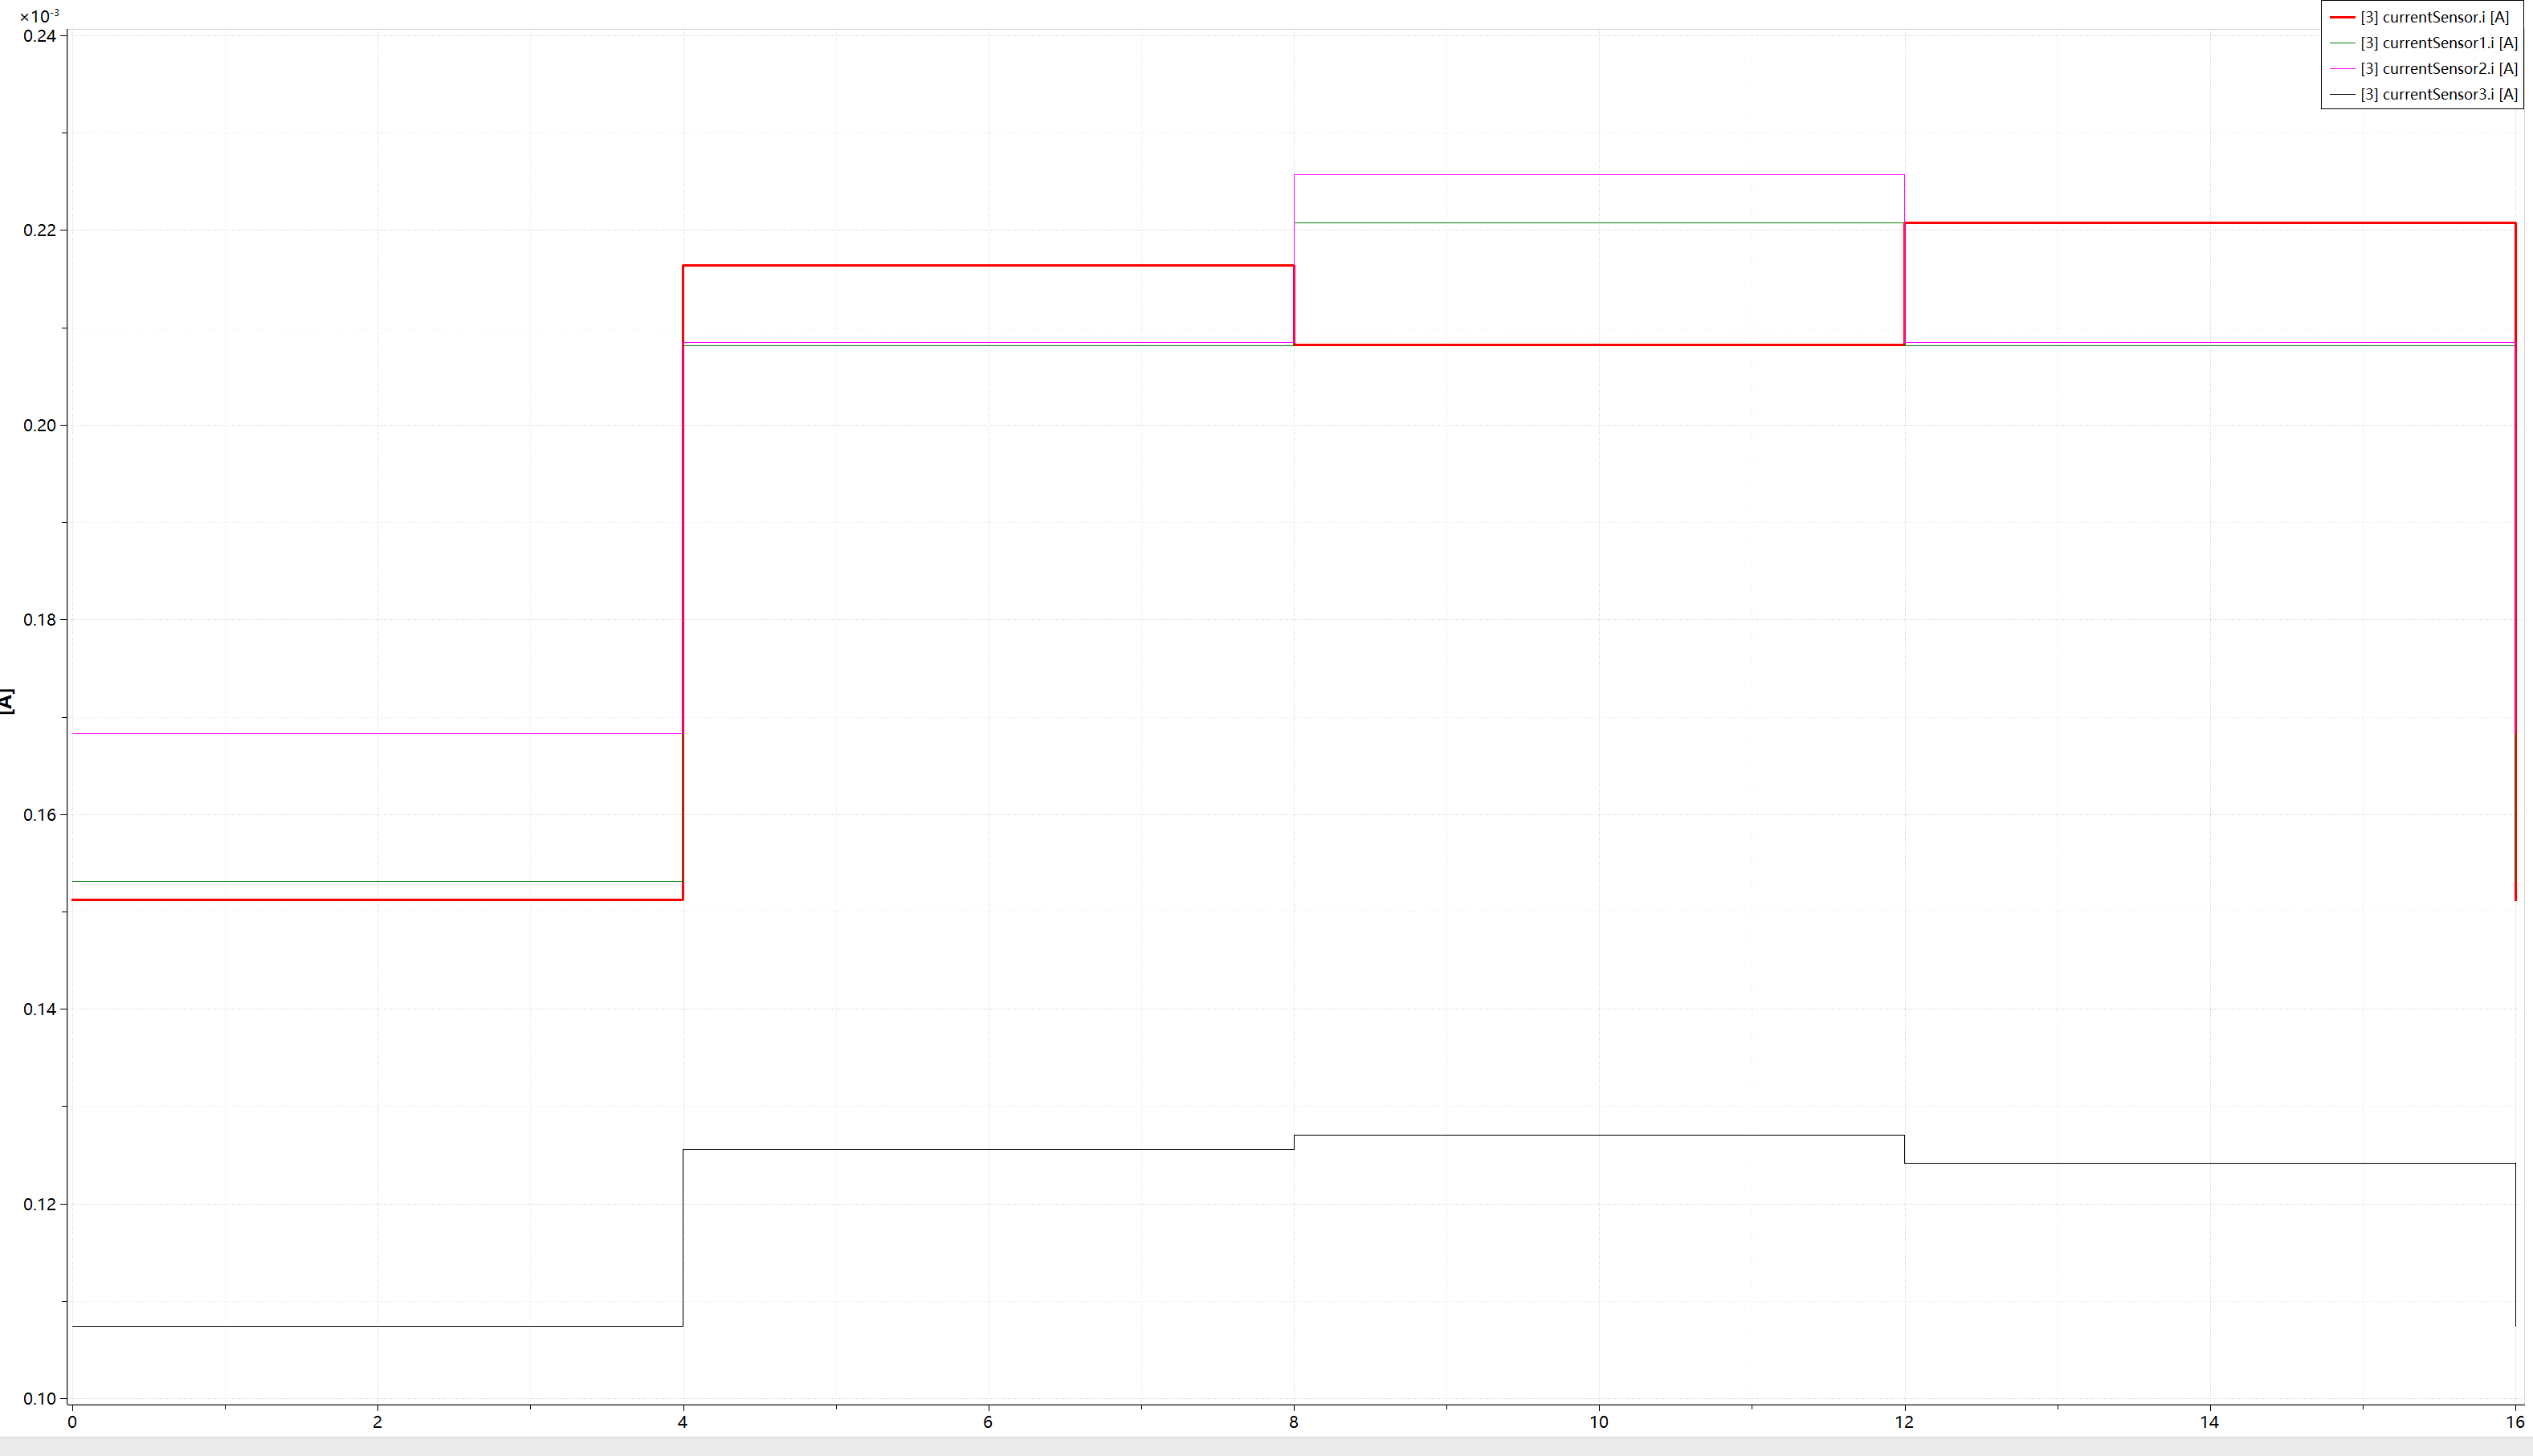 ×10-3
[3] currentSensor.i [A]
[3] currentSensor1.i [A]
[3] currentSensor2.i [A]
[3] currentSensor3.i [A]
0.24
0.22
0.20
0.18
[A]
0.16
0.14
0.12
0.10
0 2 4 6 8 10 12 14 16